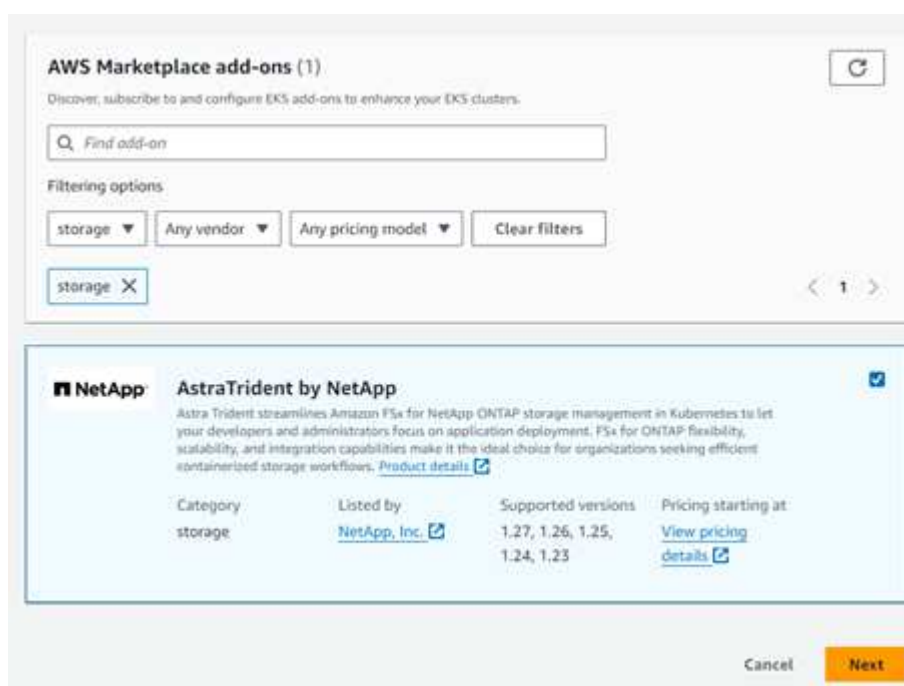 AWS Marketplace add-ons (1)
Discover, subscribe to and configure EKS add-ons to enhance your EKS clusters.
Find add-on
Filtering options
storage
Any vendor
Any pricing model
Clear filters
storage
1
NetApp
AstraTrident by NetApp
Astra Trident streamlines Amazon FSx for NetApp ONTAP storage management in Kubernetes to let
your developers and administrators focus on application deployment. FSx for ONTAP flexibility,
scalability, and integration capabilities make it the ideal choice for organizations seeking efficient
containerized storage workflows. Product details
Category
storage
Listed by
NetApp, Inc.
Supported versions
1.27, 1.26, 1.25,
1.24, 1.23
Pricing starting at
View pricing
details
Cancel
Next